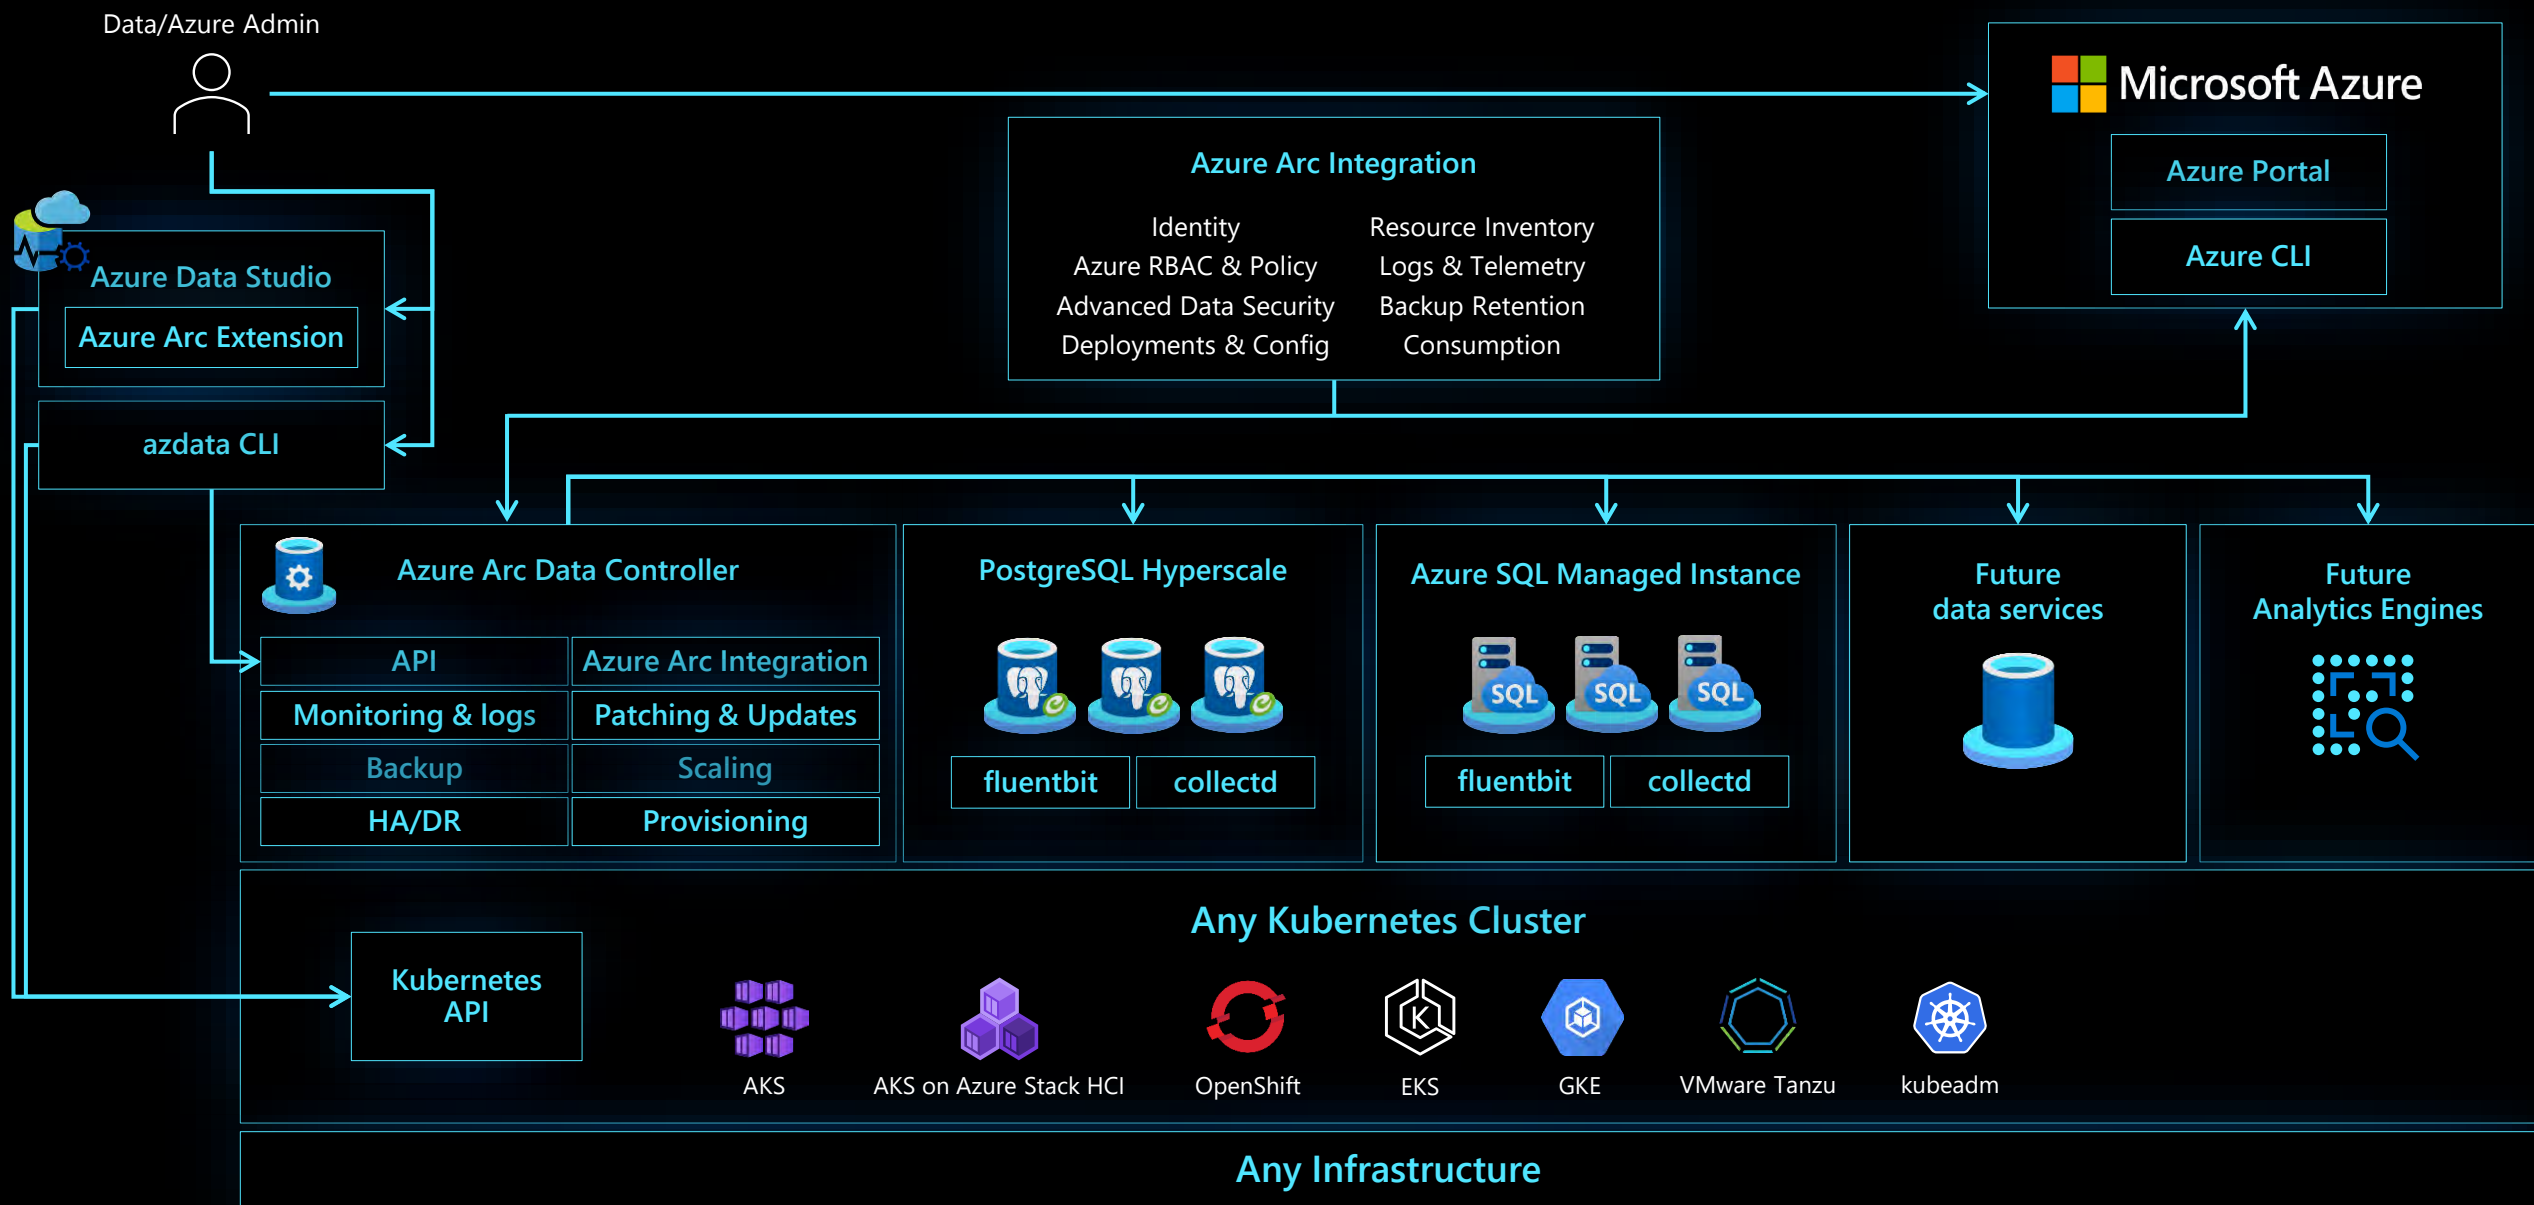 Data/Azure Admin
Microsoft Azure
Azure Portal
Azure CLI
Azure Arc Integration
Identity
Azure RBAC & Policy
Advanced Data Security
Deployments & Config
Resource Inventory
Logs & Telemetry
Backup Retention
Consumption
Azure Data Studio
Azure Arc Extension
azdata CLI
Azure Arc Data Controller
API
Azure Arc Integration
Monitoring & logs
Patching & Updates
Backup
Scaling
HA/DR
Provisioning
PostgreSQL Hyperscale
fluentbit
collectd
Azure SQL Managed Instance
SQL
SQL
SQL
fluentbit
collectd
Future
data services
Future
Analytics Engines
Any Kubernetes Cluster
Kubernetes
API
K
AKS
AKS on Azure Stack HCI
OpenShift
EKS
GKE
VMware Tanzu
kubeadm
Any Infrastructure